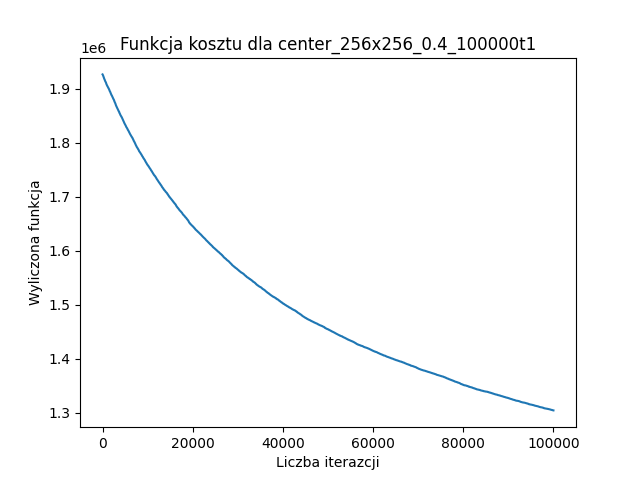 Funkcja kosztu dla center_256x256_0.4_100000t1
1e6
1.9
1.8
1.7
1.6
1.5
1.4
1.3
Wyliczona funkcja
0 20000 40000 60000 80000 100000
Liczba iterazcji